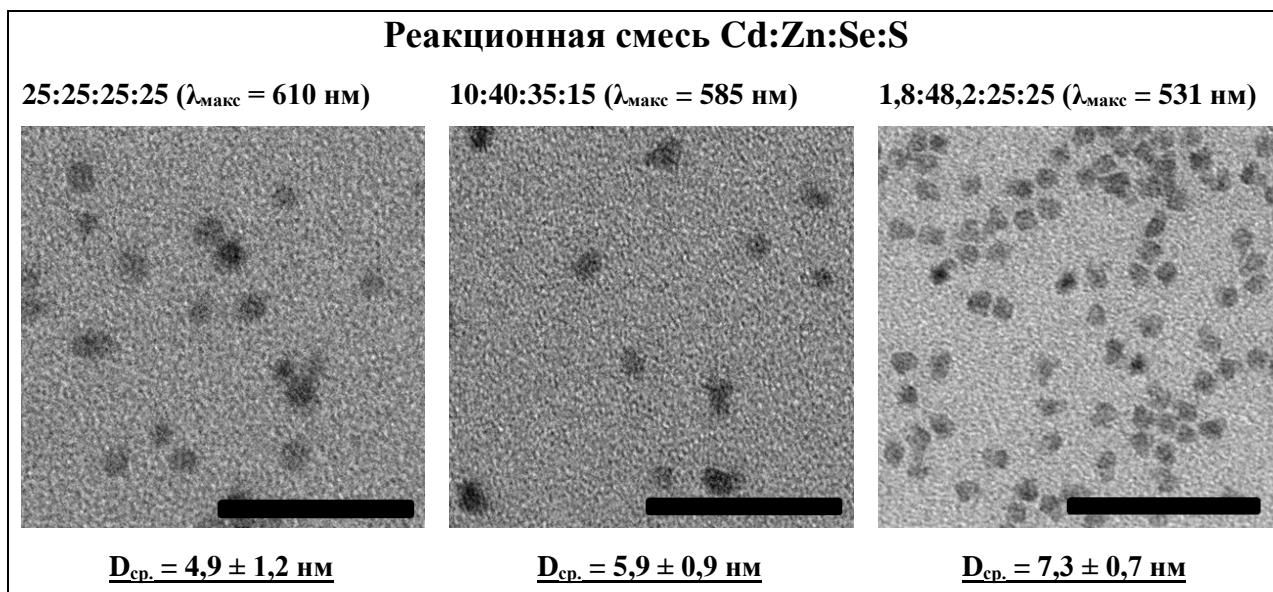 Реакционная смесь Cd:Zn:Se:S
25:25:25:25 (λмакс = 610 нм)
10:40:35:15 (λмакс = 585 нм)
1,8:48,2:25:25 (λмакс = 531 нм)
Dср. = 4,9 ± 1,2 нм
Dср. = 5,9 ± 0,9 нм
Dср. = 7,3 ± 0,7 нм